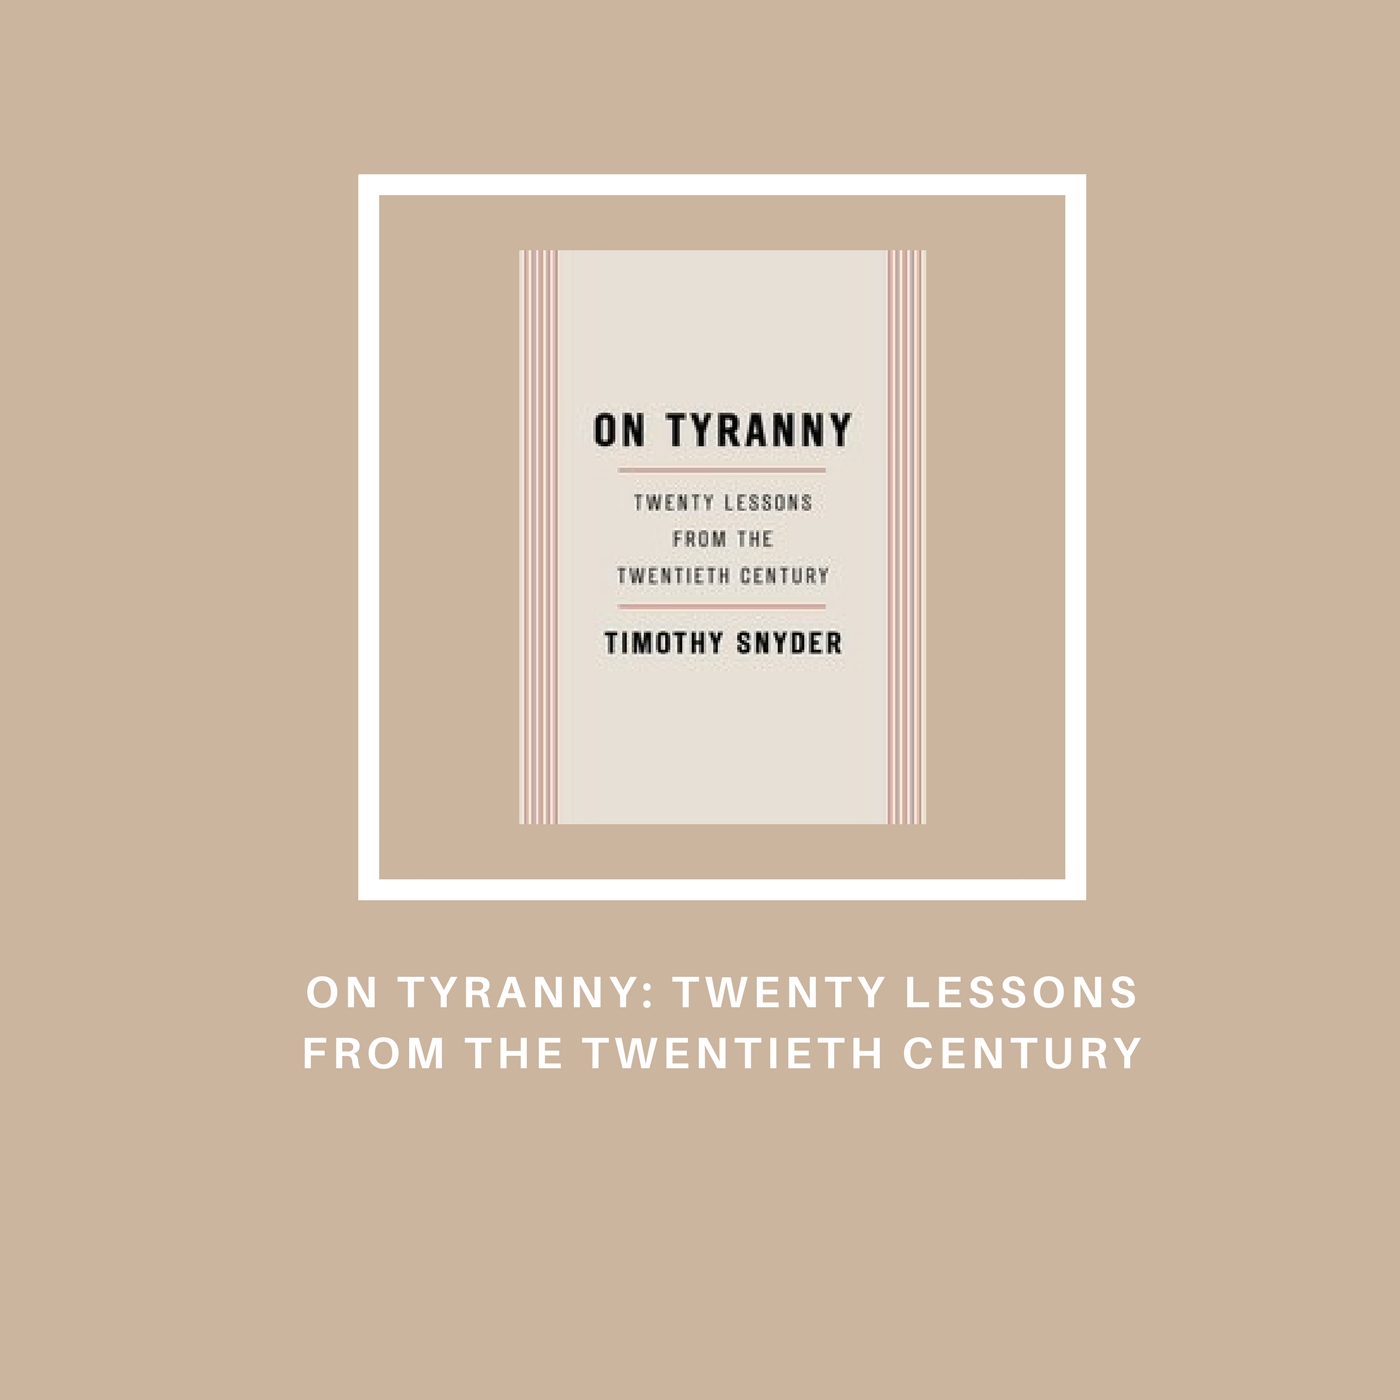 ON TYRANNY
TWENTY LESSONS
FROM THE
TWENTIETH CENTURY
TIMOTHY SNYDER
ON TYRANNY: TWENTY LESSONS
FROM THE TWENTIETH CENTURY